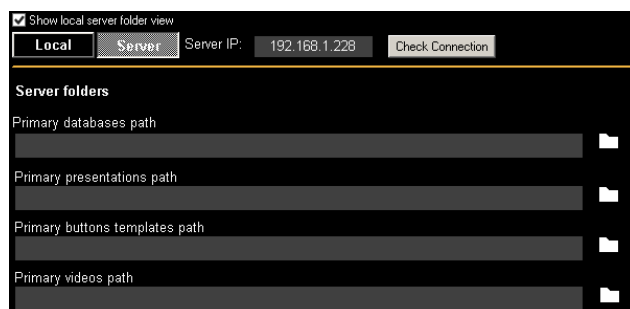 Show local server folder view
Local Server Server IP: 192.168.1.228 Check Connection
Server folders
Primary databases path
Primary presentations path
Primary buttons templates path
Primary videos path